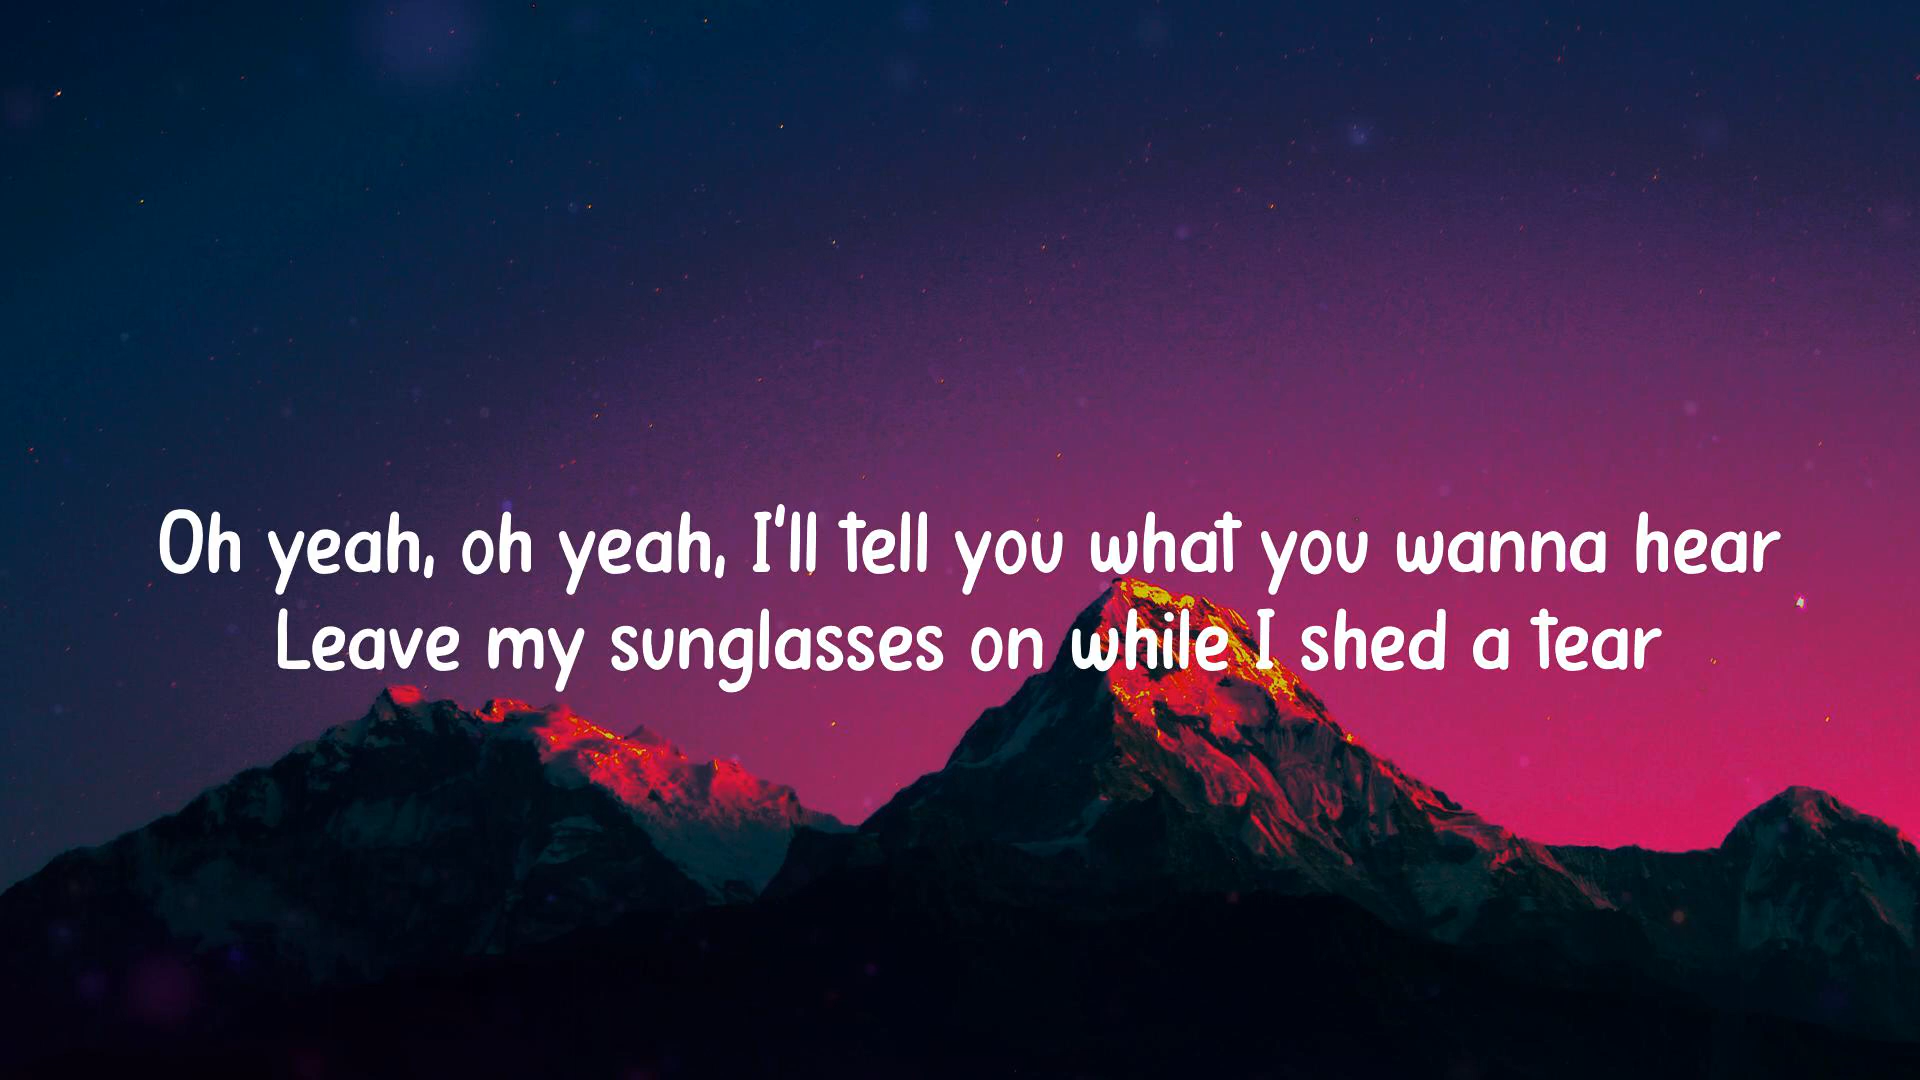 Oh yeah, oh yeah, I'll tell you what you wanna hear
Leave my sunglasses on while I shed a tear